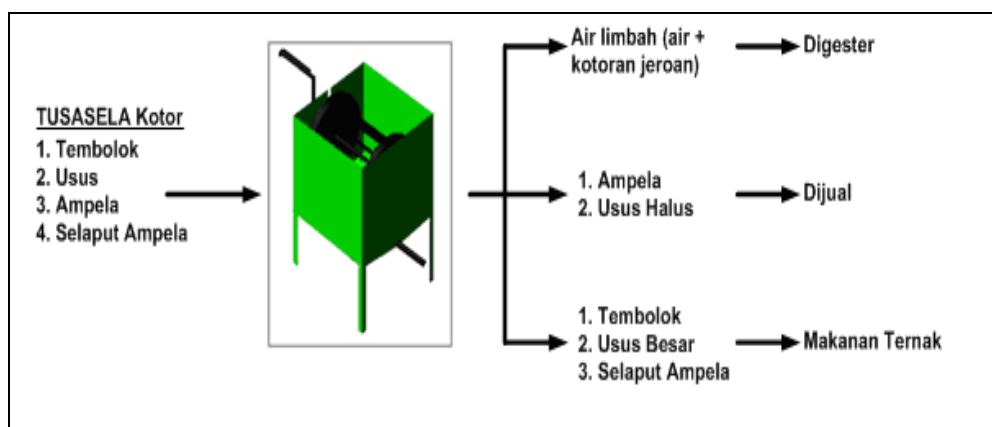 TUSASELA Kotor
1. Tembolok
2. Usus
3. Ampela
4. Selaput Ampela
Air limbah (air +
kotoran jeroan)
Digester
1. Ampela
2. Usus Halus
Dijual
1. Tembolok
2. Usus Besar
3. Selaput Ampela
Makanan Ternak